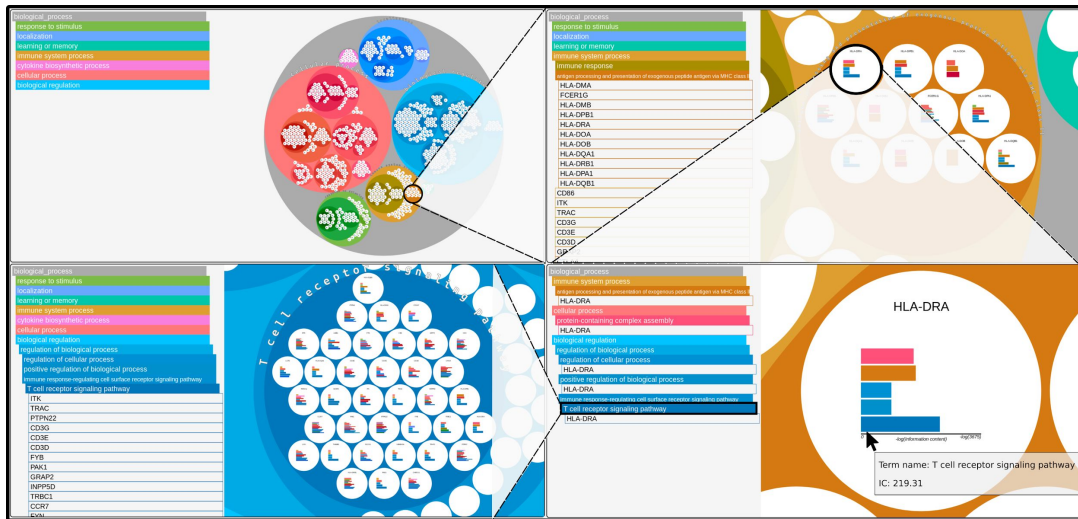 biological_process
response to stimulus
localization
learning or memory
immune system process
cytokine biosynthetic process
cellular process
biological regulation
biological_process
response to stimulus
localization
learning or memory
immune system process
immune response
antigen processing and presentation of exogenous peptide antigen via MHC class
HLA-DMA
FCER1G
HLA-DMB
HLA-DPB1
HLA-DRA
HLA-DOA
HLA-DOB
HLA-DQA1
HLA-DRB1
HLA-DPA1
HLA-DQB1
CD86
ITK
TRAC
CD3G
CD3E
CD3D
biological_process
response to stimulus
localization
learning or memory
immune system process
cytokine biosynthetic process
cellular process
biological regulation
regulation of biological process
regulation of cellular process
positive regulation of biological process
immune response-regulating cell surface receptor signaling pathway
T cell receptor signaling pathway
ITK
TRAC
PTPN22
CD3G
CD3E
CD3D
FYB
PAK1
GRAP2
INPP5D
TRBC1
CCR7
FYN
T cell receptor signaling pat
biological_process
immune system process
antigen processing and presentation of exogenous peptide antigen via MHC class
HLA-DRA
cellular process
protein-containing complex assembly
HLA-DRA
biological regulation
regulation of biological process
regulation of cellular process
HLA-DRA
positive regulation of biological process
HLA-DRA
immune response-regulating cell surface receptor signaling pathway
T cell receptor signaling pathway
HLA-DRA
HLA-DRA
0
-log(information content)
-log(3875)
Term name: T cell receptor signaling pathway
IC: 219.31